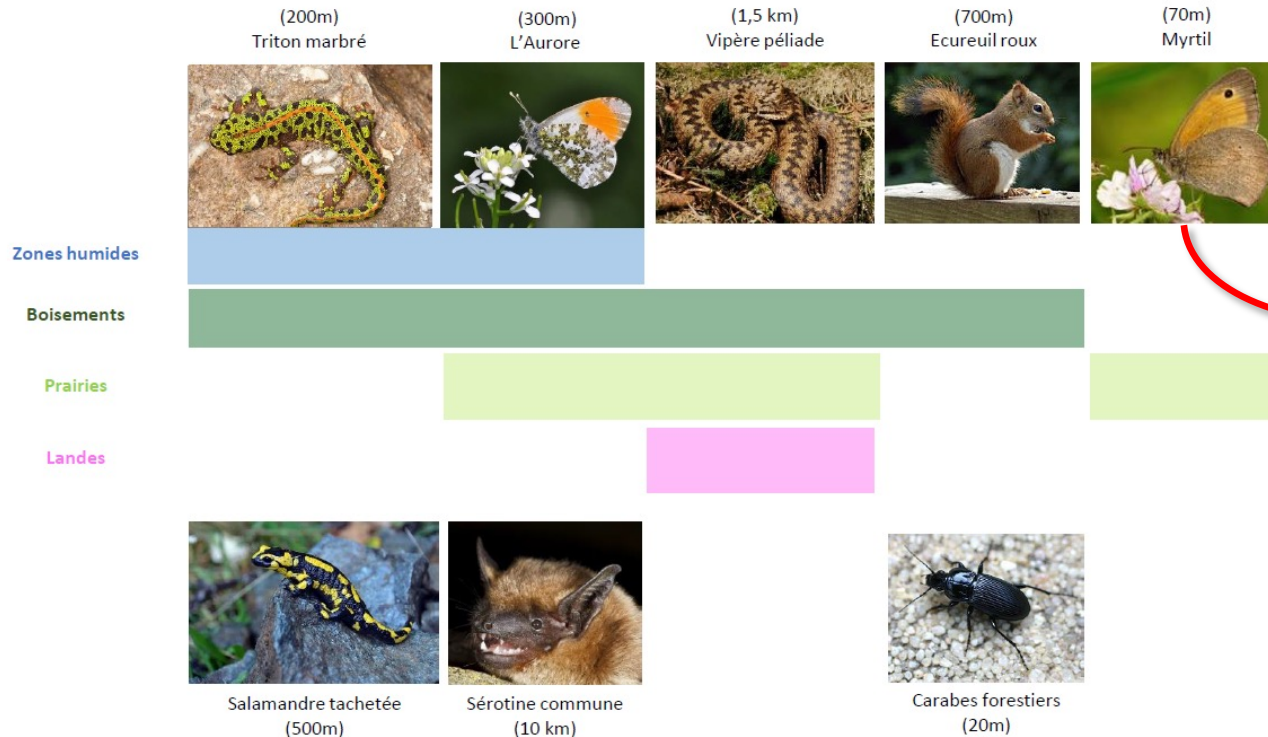 (200m)
Triton marbré
(300m)
L'Aurore
(1,5 km)
Vipère péliade
(700m)
Ecureuil roux
(70m)
Myrtil
Zones humides
Boisements
Prairies
Landes
Salamandre tachetée
(500m)
Sérotine commune
(10 km)
Carabes forestiers
(20m)